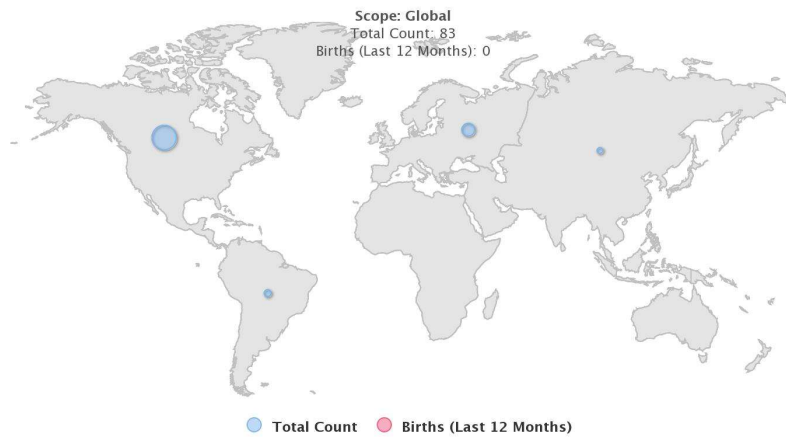 Scope: Global
Total Count: 83
Births (Last 12 Months): 0
Total Count Births (Last 12 Months)